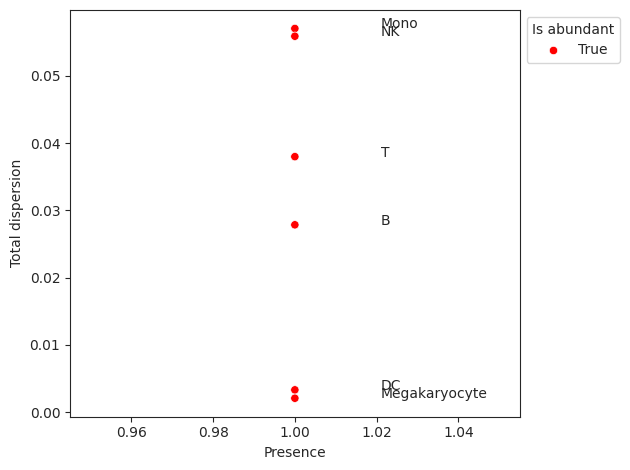 Is abundant
True
Mono
NK
T
B
DC
Megakaryocyte
Total dispersion
0.05
0.04
0.03
0.02
0.01
0.00
0.96
0.98
1.00
1.02
1.04
Presence